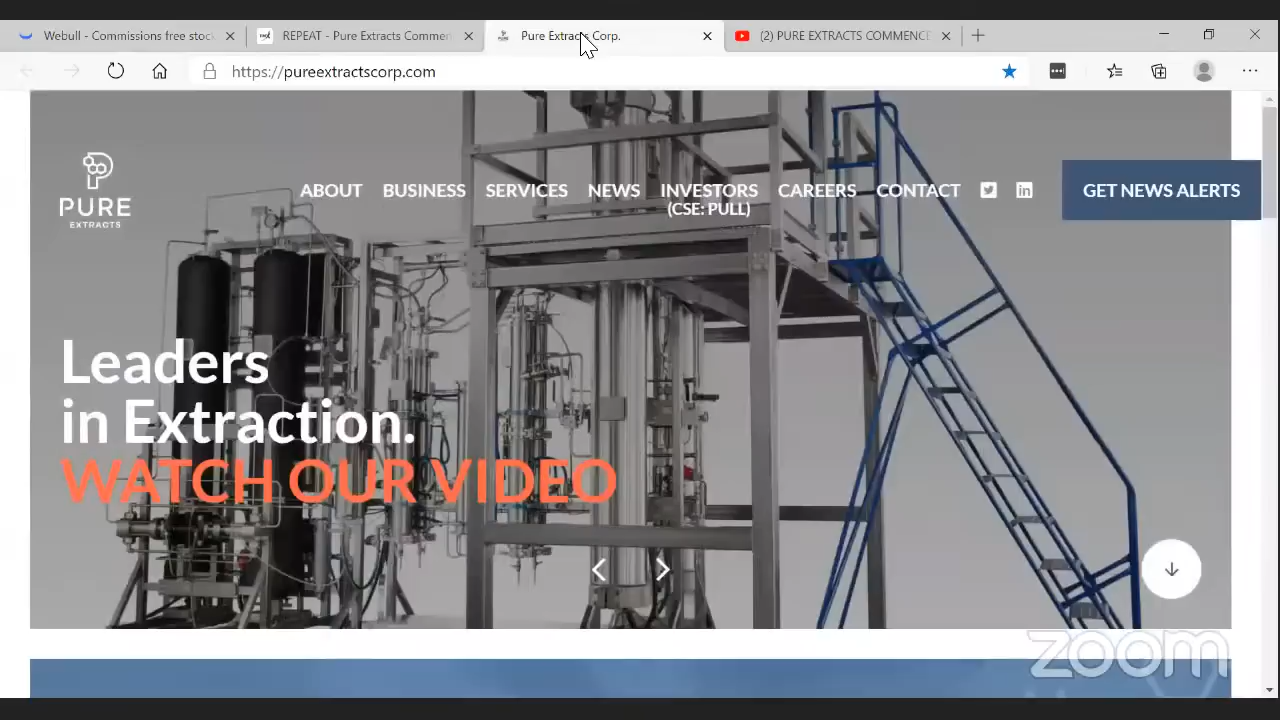 Webull - Commissions free stoc
REPEAT - Pure Extracts Commen
Pure Extracts Corp.
(2) PURE EXTRACTS COMMENCE
https://pureextractscorp.com
PURE
EXTRACTS
ABOUT
BUSINESS
SERVICES
NEWS
INVESTORS
(CSE: PULL)
CAREERS
CONTACT
GET NEWS ALERTS
Leaders
in Extraction.
WATCH OUR VIDEO
zoom